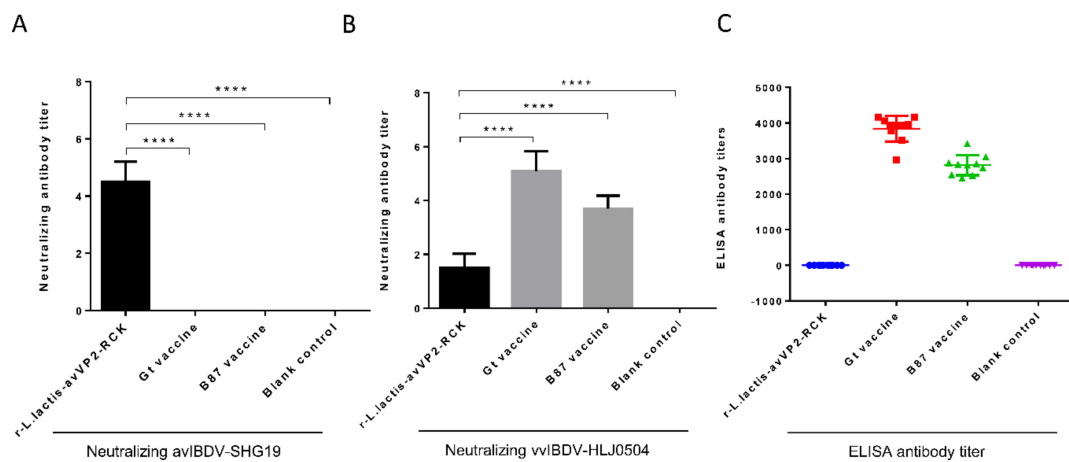 A
B
C
Neutralizing antibody titer
8
6
4
2
0
****
****
****
r-L.lactis-avVP2-RCK
Gt vaccine
B87 vaccine
Blank control
Neutralizing avIBDV-SHG19
Neutralizing antibody titer
8
6
4
2
0
****
****
****
r-L.lactis-avVP2-RCK
Gt vaccine
B87 vaccine
Blank control
Neutralizing vvIBDV-HLJ0504
ELISA antibody titers
5000
4000
3000
2000
1000
0
-1000
r-L.lactis-avVP2-RCK
Gt vaccine
B87 vaccine
Blank control
ELISA antibody titer